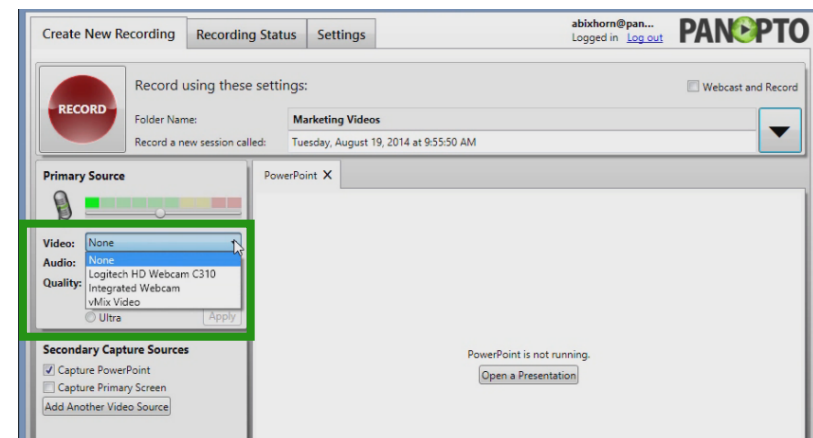 Create New Recording Recording Status Settings
abixhorn@pan...
Logged in Log out
PANOPTO
RECORD
Record using these settings:
Webcast and Record
Folder Name: Marketing Videos
Record a new session called: Tuesday, August 19, 2014 at 9:55:50 AM
Primary Source
PowerPoint X
Video: None
Audio: None
Logitech HD Webcam C310
Quality: Integrated Webcam
vMix Video
Ultra Apply
Secondary Capture Sources
Capture PowerPoint
Capture Primary Screen
Add Another Video Source
PowerPoint is not running.
Open a Presentation